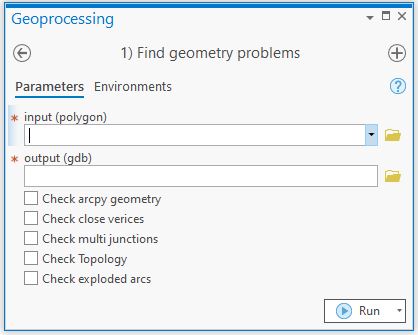 Geoprocessing
1) Find geometry problems
Parameters Environments
* input (polygon)
* output (gdb)
Check arcpy geometry
Check close verices
Check multi junctions
Check Topology
Check exploded arcs
Run